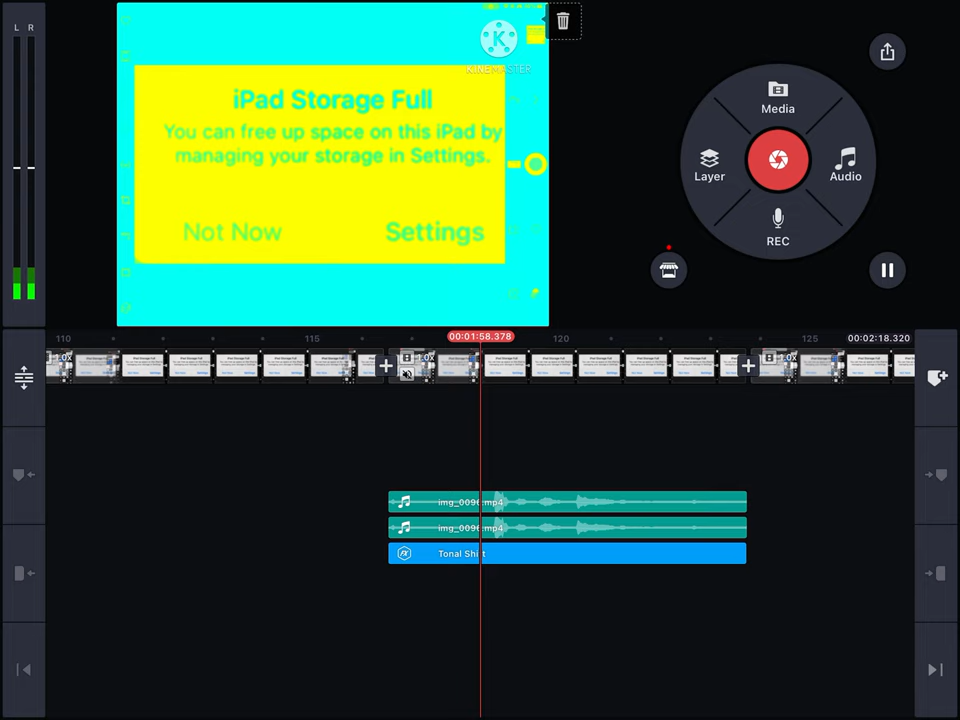 L R
KINEMASTER
iPad Storage Full
You can free up space on this iPad by
managing your storage in Settings.
Not Now
Settings
Media
Layer
Audio
REC
110
115
00:01:58.378
120
125
00:02:18.320
1.0x
1.0x
1.0x
img_0096.mp4
img_0096.mp4
Tonal Shift